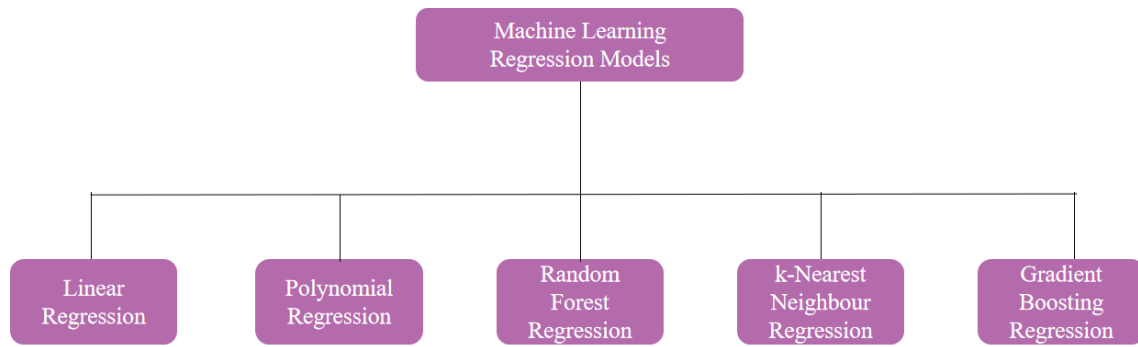 Machine Learning
Regression Models
Linear
Regression
Polynomial
Regression
Random
Forest
Regression
k-Nearest
Neighbour
Regression
Gradient
Boosting
Regression